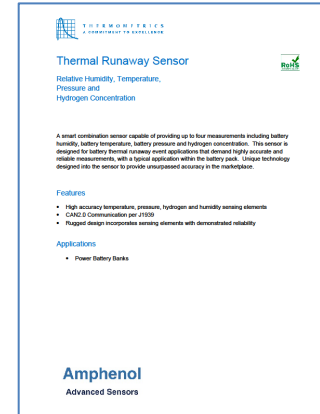 THERMOMETRICS
A COMMITMENT TO EXCELLENCE
Thermal Runaway Sensor
RoHS
Relative Humidity, Temperature,
Pressure and
Hydrogen Concentration
A smart combination sensor capable of providing up to four measurements including battery
humidity, battery temperature, battery pressure and hydrogen concentration.  This sensor is
designed for battery thermal runaway event applications that demand highly accurate and
reliable measurements, with a typical application within the battery pack.  Unique technology
designed into the sensor to provide unsurpassed accuracy in the marketplace.
Features
• High accuracy temperature, pressure, hydrogen and humidity sensing elements
• CAN2.0 Communication per J1939
• Rugged design incorporates sensing elements with demonstrated reliability
Applications
• Power Battery Banks
Amphenol
Advanced Sensors